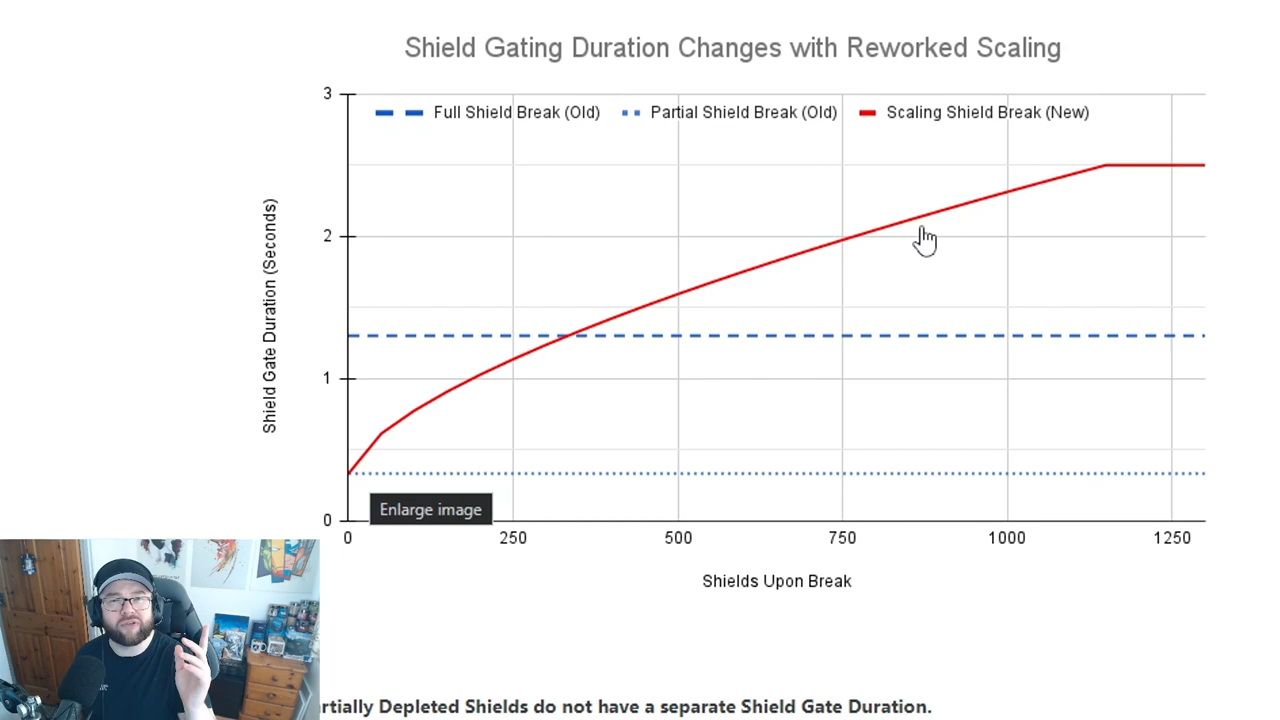 Shield Gating Duration Changes with Reworked Scaling
Full Shield Break (Old) Partial Shield Break (Old) Scaling Shield Break (New)
Shield Gate Duration (Seconds)
3
2
1
0
Enlarge image
0 250 500 750 1000 1250
Shields Upon Break
Depleted Shields do not have a separate Shield Gate Duration.